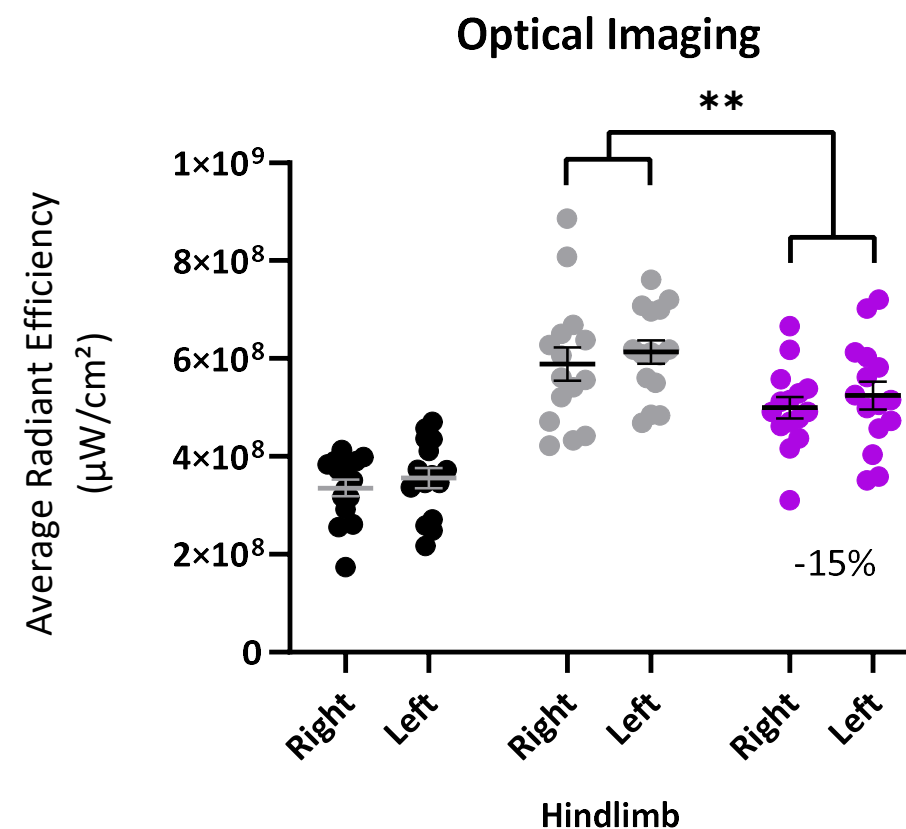 Optical Imaging
**
Average Radiant Efficiency
(µW/cm²)
1×10⁹
8×10⁸
6×10⁸
4×10⁸
2×10⁸
0
-15%
Right
Left
Right
Left
Right
Left
Hindlimb